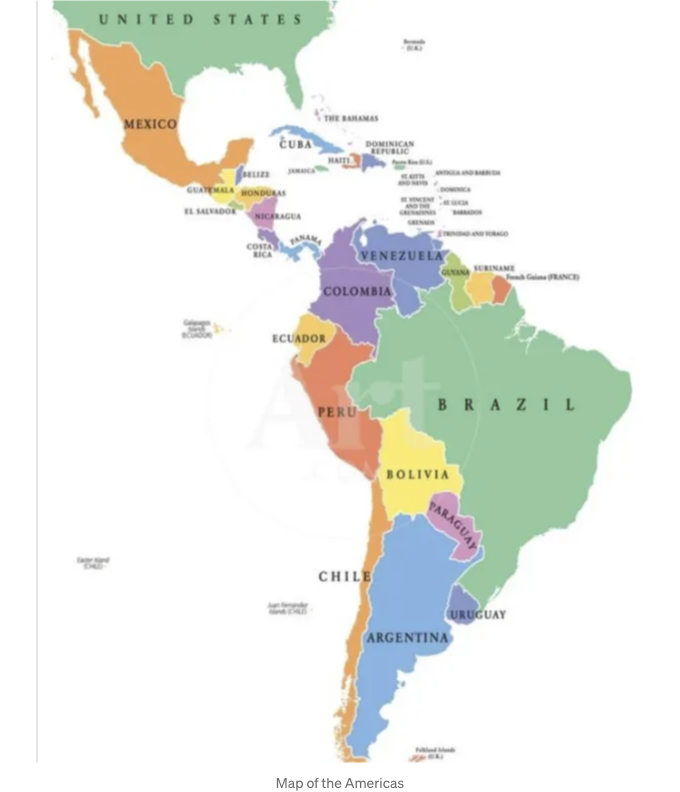 UNITED STATES
Bermuda
(U.K.)
THE BAHAMAS
MEXICO
CUBA
DOMINICAN
REPUBLIC
HAITI
Puerto Rico (U.S.)
JAMAICA
ANTIGUA AND BARBUDA
ST. KITTS
AND NEVIS
BELIZE
DOMINICA
GUATEMALA
HONDURAS
ST. LUCIA
ST. VINCENT
AND THE
GRENADINES
BARBADOS
EL SALVADOR
NICARAGUA
GRENADA
TRINIDAD AND TOBAGO
COSTA
RICA
PANAMA
VENEZUELA
GUYANA
SURINAME
French Guiana (FRANCE)
COLOMBIA
Galapagos
Islands
(ECUADOR)
ECUADOR
PERU
BRAZIL
Art
BOLIVIA
PARAGUAY
Easter Island
(CHILE)
CHILE
Juan Fernández
Islands (CHILE)
URUGUAY
ARGENTINA
Falkland Islands
(U.K.)
Map of the Americas